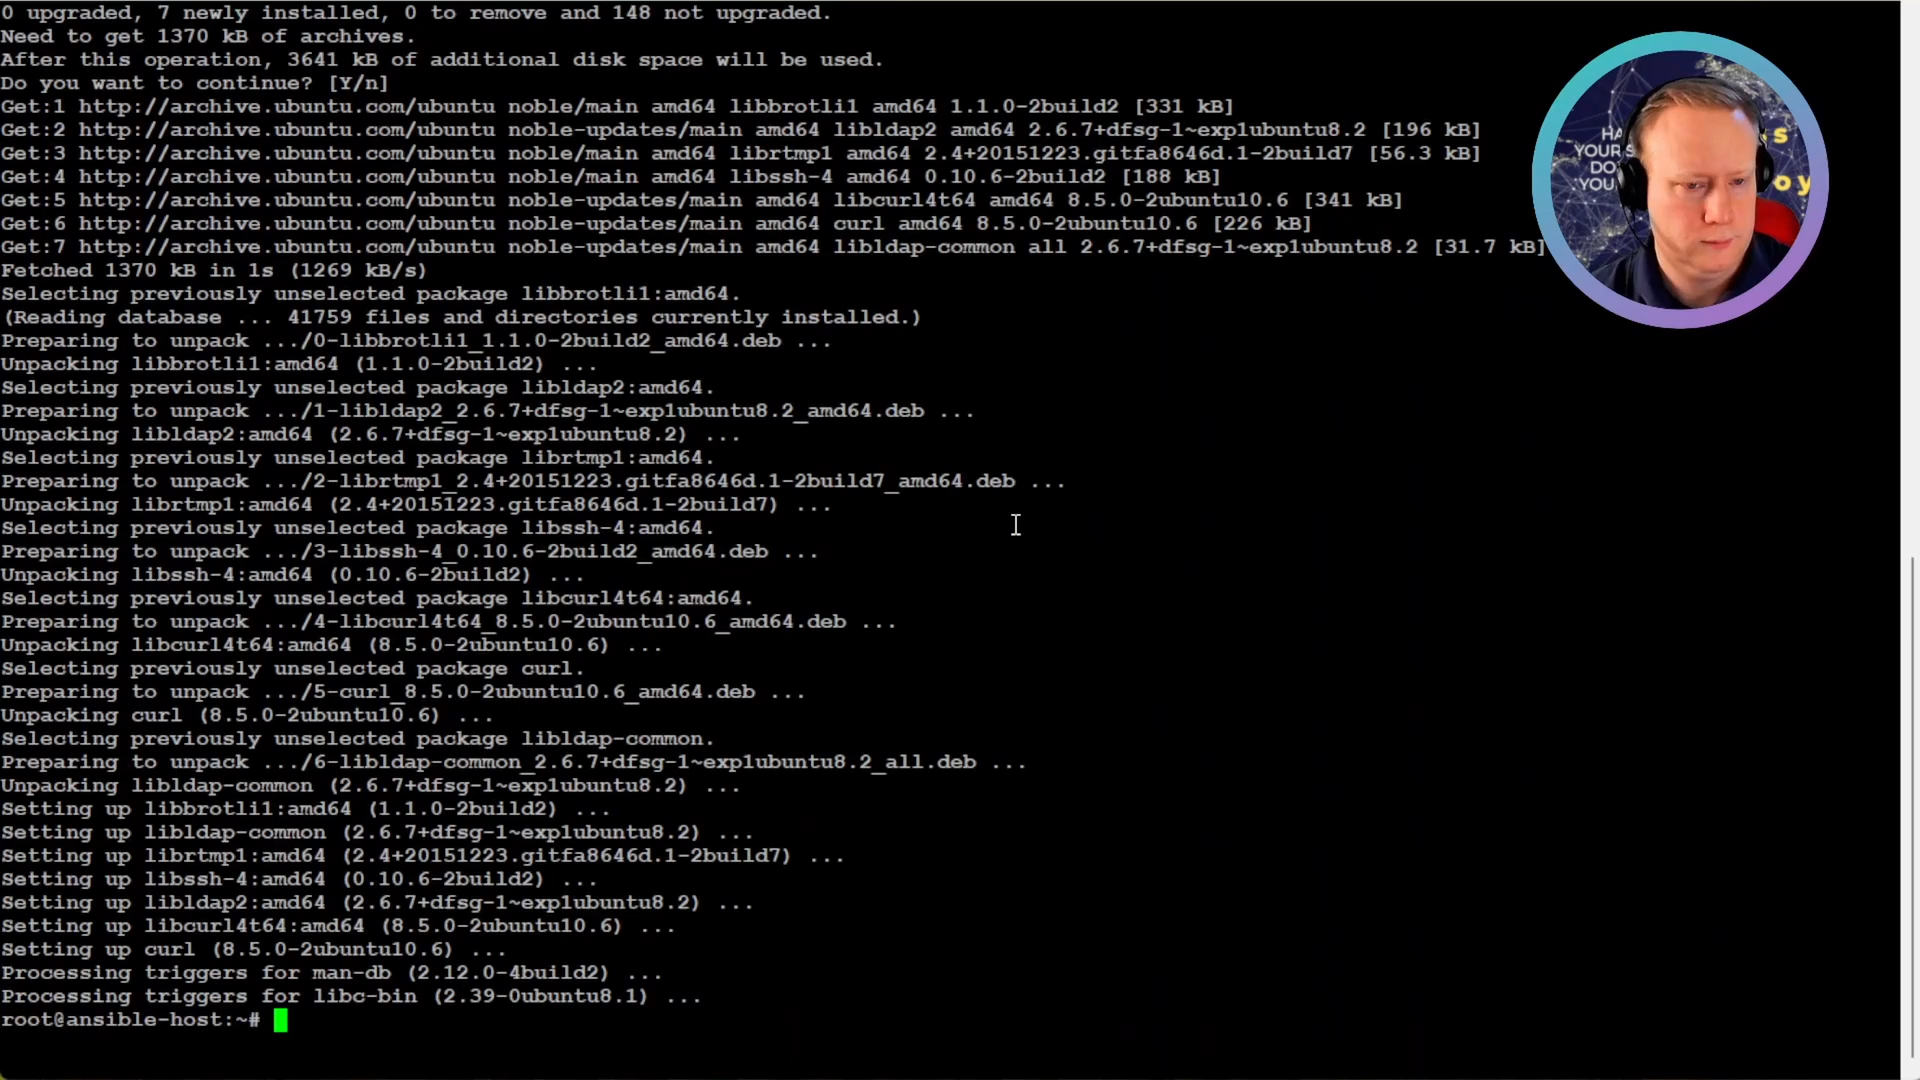 0 upgraded, 7 newly installed, 0 to remove and 148 not upgraded.
Need to get 1370 kB of archives.
After this operation, 3641 kB of additional disk space will be used.
Do you want to continue? [Y/n]
Get:1 http://archive.ubuntu.com/ubuntu noble/main amd64 libbrotli1 amd64 1.1.0-2build2 [331 kB]
Get:2 http://archive.ubuntu.com/ubuntu noble-updates/main amd64 libldap2 amd64 2.6.7+dfsg-1~exp1ubuntu8.2 [196 kB]
Get:3 http://archive.ubuntu.com/ubuntu noble/main amd64 librtmp1 amd64 2.4+20151223.gitfa8646d.1-2build7 [56.3 kB]
Get:4 http://archive.ubuntu.com/ubuntu noble/main amd64 libssh-4 amd64 0.10.6-2build2 [188 kB]
Get:5 http://archive.ubuntu.com/ubuntu noble-updates/main amd64 libcurl4t64 amd64 8.5.0-2ubuntu10.6 [341 kB]
Get:6 http://archive.ubuntu.com/ubuntu noble-updates/main amd64 curl amd64 8.5.0-2ubuntu10.6 [226 kB]
Get:7 http://archive.ubuntu.com/ubuntu noble-updates/main amd64 libldap-common all 2.6.7+dfsg-1~exp1ubuntu8.2 [31.7 kB]
Fetched 1370 kB in 1s (1269 kB/s)
Selecting previously unselected package libbrotli1:amd64.
(Reading database ... 41759 files and directories currently installed.)
Preparing to unpack .../0-libbrotli1_1.1.0-2build2_amd64.deb ...
Unpacking libbrotli1:amd64 (1.1.0-2build2) ...
Selecting previously unselected package libldap2:amd64.
Preparing to unpack .../1-libldap2_2.6.7+dfsg-1~exp1ubuntu8.2_amd64.deb ...
Unpacking libldap2:amd64 (2.6.7+dfsg-1~exp1ubuntu8.2) ...
Selecting previously unselected package librtmp1:amd64.
Preparing to unpack .../2-librtmp1_2.4+20151223.gitfa8646d.1-2build7_amd64.deb ...
Unpacking librtmp1:amd64 (2.4+20151223.gitfa8646d.1-2build7) ...
Selecting previously unselected package libssh-4:amd64.
Preparing to unpack .../3-libssh-4_0.10.6-2build2_amd64.deb ...
Unpacking libssh-4:amd64 (0.10.6-2build2) ...
Selecting previously unselected package libcurl4t64:amd64.
Preparing to unpack .../4-libcurl4t64_8.5.0-2ubuntu10.6_amd64.deb ...
Unpacking libcurl4t64:amd64 (8.5.0-2ubuntu10.6) ...
Selecting previously unselected package curl.
Preparing to unpack .../5-curl_8.5.0-2ubuntu10.6_amd64.deb ...
Unpacking curl (8.5.0-2ubuntu10.6) ...
Selecting previously unselected package libldap-common.
Preparing to unpack .../6-libldap-common_2.6.7+dfsg-1~exp1ubuntu8.2_all.deb ...
Unpacking libldap-common (2.6.7+dfsg-1~exp1ubuntu8.2) ...
Setting up libbrotli1:amd64 (1.1.0-2build2) ...
Setting up libldap-common (2.6.7+dfsg-1~exp1ubuntu8.2) ...
Setting up librtmp1:amd64 (2.4+20151223.gitfa8646d.1-2build7) ...
Setting up libssh-4:amd64 (0.10.6-2build2) ...
Setting up libldap2:amd64 (2.6.7+dfsg-1~exp1ubuntu8.2) ...
Setting up libcurl4t64:amd64 (8.5.0-2ubuntu10.6) ...
Setting up curl (8.5.0-2ubuntu10.6) ...
Processing triggers for man-db (2.12.0-4build2) ...
Processing triggers for libc-bin (2.39-0ubuntu8.1) ...
root@ansible-host:~#